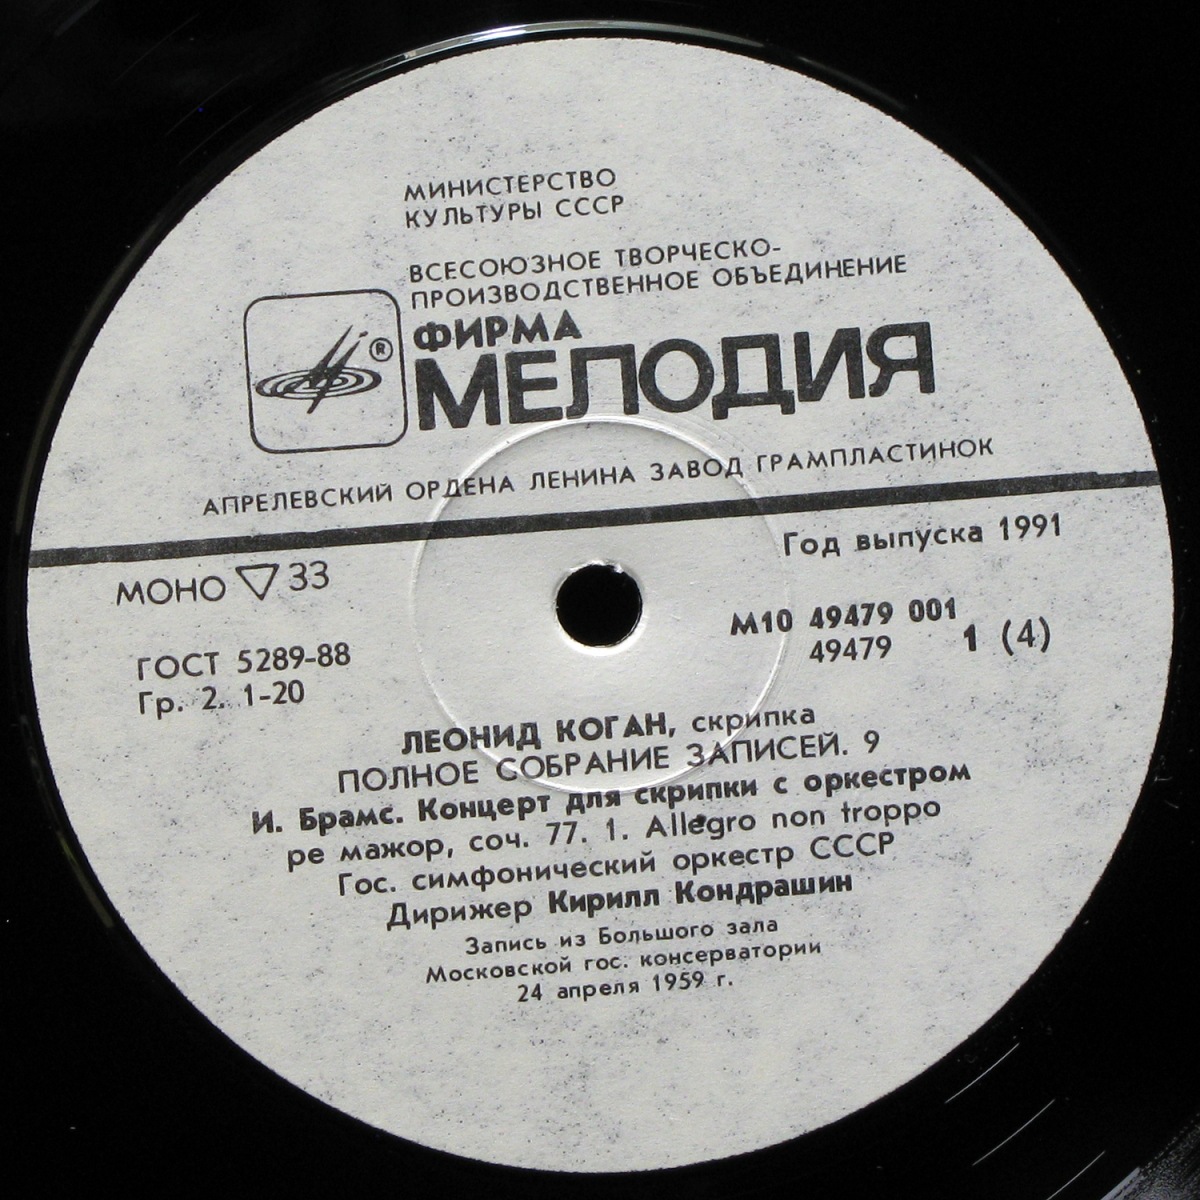 МИНИСТЕРСТВО
КУЛЬТУРЫ СССР
ВСЕСОЮЗНОЕ ТВОРЧЕСКО-
ПРОИЗВОДСТВЕННОЕ ОБЪЕДИНЕНИЕ
ФИРМА
®
МЕЛОДИЯ
АПРЕЛЕВСКИЙ ОРДЕНА ЛЕНИНА ЗАВОД ГРАМПЛАСТИНОК
Год выпуска 1991
МОНО ▽ 33
М10 49479 001
49479 1 (4)
ГОСТ 5289-88
Гр. 2. 1-20
ЛЕОНИД КОГАН, скрипка
ПОЛНОЕ СОБРАНИЕ ЗАПИСЕЙ. 9
И. Брамс. Концерт для скрипки с оркестром
ре мажор, соч. 77. 1. Allegro non troppo
Гос. симфонический оркестр СССР
Дирижер Кирилл Кондрашин
Запись из Большого зала
Московской гос. консерватории
24 апреля 1959 г.